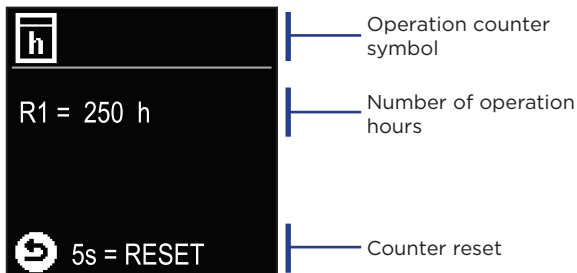 h
Operation counter
symbol
R1 = 250 h
Number of operation
hours
5s = RESET
Counter reset